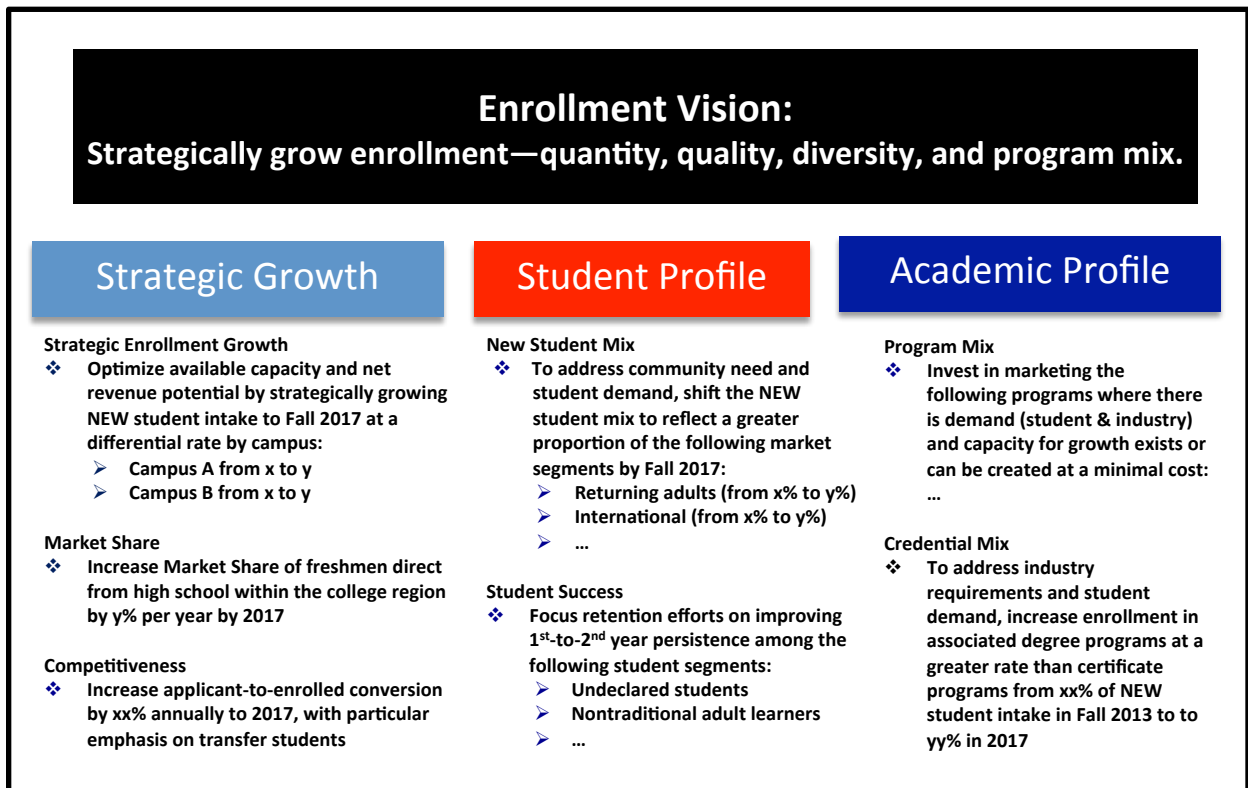 Enrollment Vision:
Strategically grow enrollment—quantity, quality, diversity, and program mix.
Strategic Growth
Strategic Enrollment Growth
❖ Optimize available capacity and net
revenue potential by strategically growing
NEW student intake to Fall 2017 at a
differential rate by campus:
➢ Campus A from x to y
➢ Campus B from x to y
Market Share
❖ Increase Market Share of freshmen direct
from high school within the college region
by y% per year by 2017
Competitiveness
❖ Increase applicant-to-enrolled conversion
by xx% annually to 2017, with particular
emphasis on transfer students
Student Profile
New Student Mix
❖ To address community need and
student demand, shift the NEW
student mix to reflect a greater
proportion of the following market
segments by Fall 2017:
➢ Returning adults (from x% to y%)
➢ International (from x% to y%)
➢ …
Student Success
❖ Focus retention efforts on improving
1st-to-2nd year persistence among the
following student segments:
➢ Undeclared students
➢ Nontraditional adult learners
➢ …
Academic Profile
Program Mix
❖ Invest in marketing the
following programs where there
is demand (student & industry)
and capacity for growth exists or
can be created at a minimal cost:
…
Credential Mix
❖ To address industry
requirements and student
demand, increase enrollment in
associated degree programs at a
greater rate than certificate
programs from xx% of NEW
student intake in Fall 2013 to to
yy% in 2017